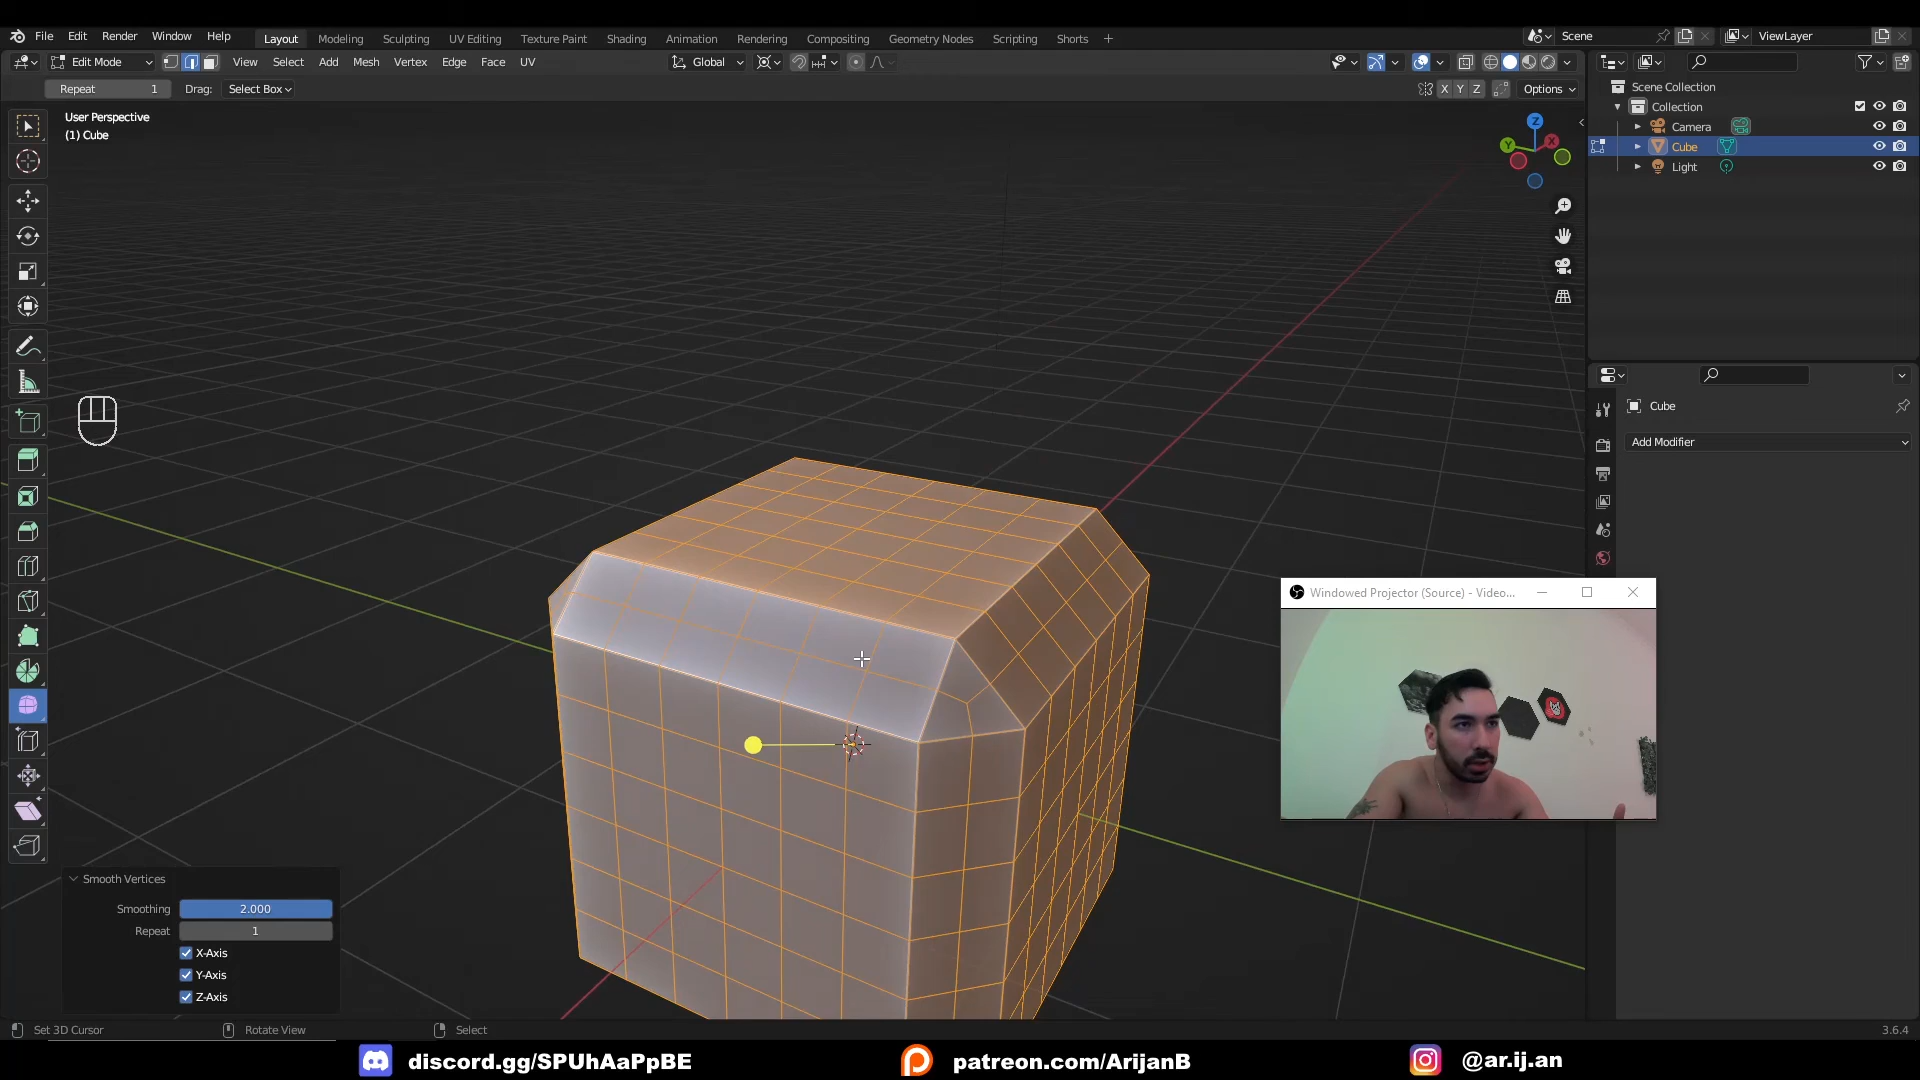 File Edit Render Window Help Layout Modeling Sculpting UV Editing Texture Paint Shading Animation Rendering Compositing Geometry Nodes Scripting Shorts + Scene ViewLayer
Edit Mode View Select Add Mesh Vertex Edge Face UV Global
Repeat 1 Drag: Select Box X Y Z Options
User Perspective
(1) Cube
Z
Y
X
Scene Collection
Collection
Camera
Cube
Light
Cube
Add Modifier
Windowed Projector (Source) - Video...
Smooth Vertices
Smoothing 2.000
Repeat 1
X-Axis
Y-Axis
Z-Axis
Set 3D Cursor Rotate View Select 3.6.4
discord.gg/SPUhAaPpBE patreon.com/ArijanB @ar.ij.an